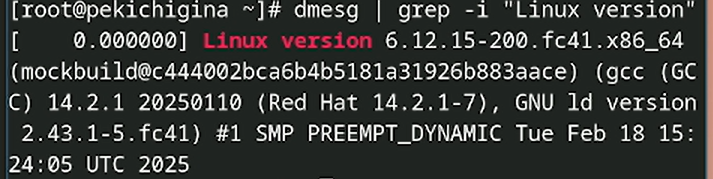 [root@pekichigina ~]# dmesg | grep -i "Linux version"
[    0.000000] Linux version 6.12.15-200.fc41.x86_64
(mockbuild@c444002bca6b4b5181a31926b883aace) (gcc (GC
C) 14.2.1 20250110 (Red Hat 14.2.1-7), GNU ld version
 2.43.1-5.fc41) #1 SMP PREEMPT_DYNAMIC Tue Feb 18 15:
24:05 UTC 2025